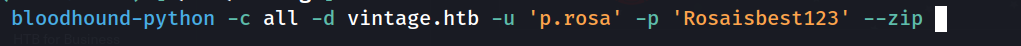 bloodhound-python -c all -d vintage.htb -u 'p.rosa' -p 'Rosaisbest123' --zip